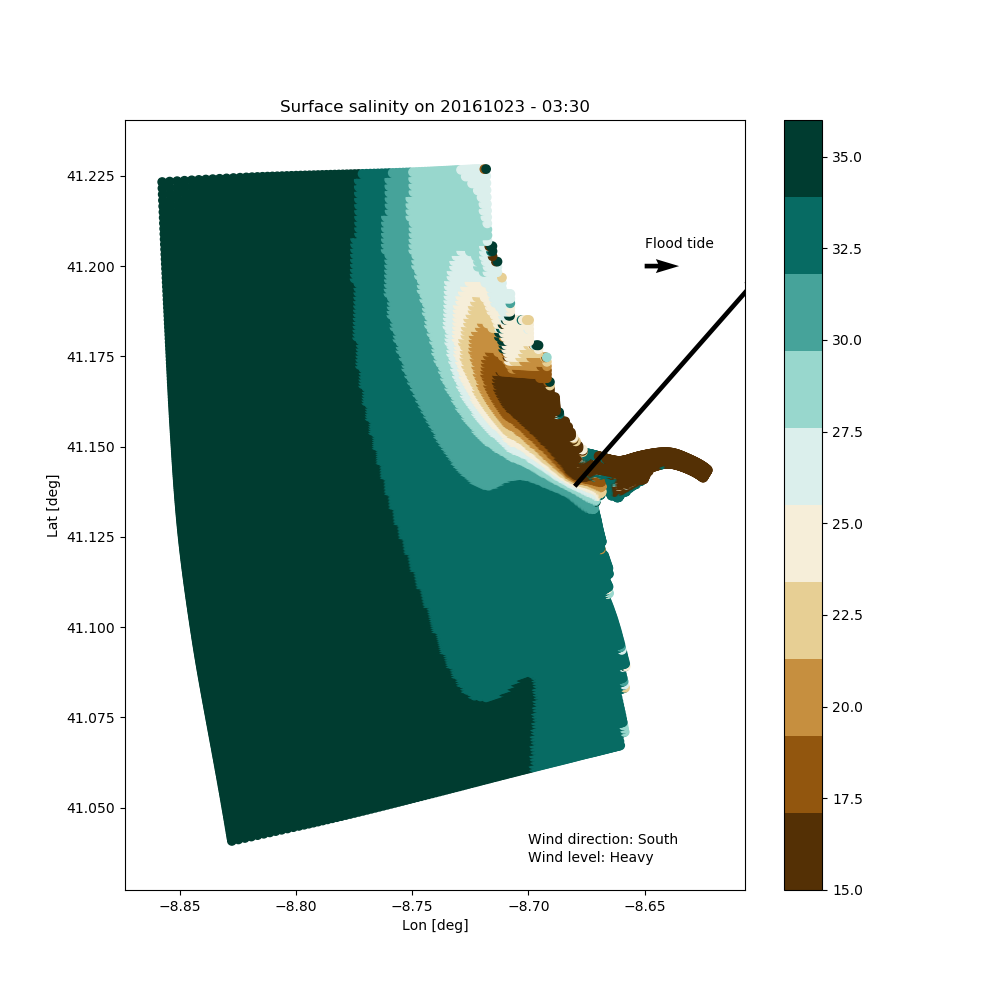 Surface salinity on 20161023 - 03:30
41.225
41.200
41.175
41.150
41.125
41.100
41.075
41.050
Lat [deg]
Flood tide
Wind direction: South
Wind level: Heavy
−8.85 −8.80 −8.75 −8.70 −8.65
Lon [deg]
35.0
32.5
30.0
27.5
25.0
22.5
20.0
17.5
15.0